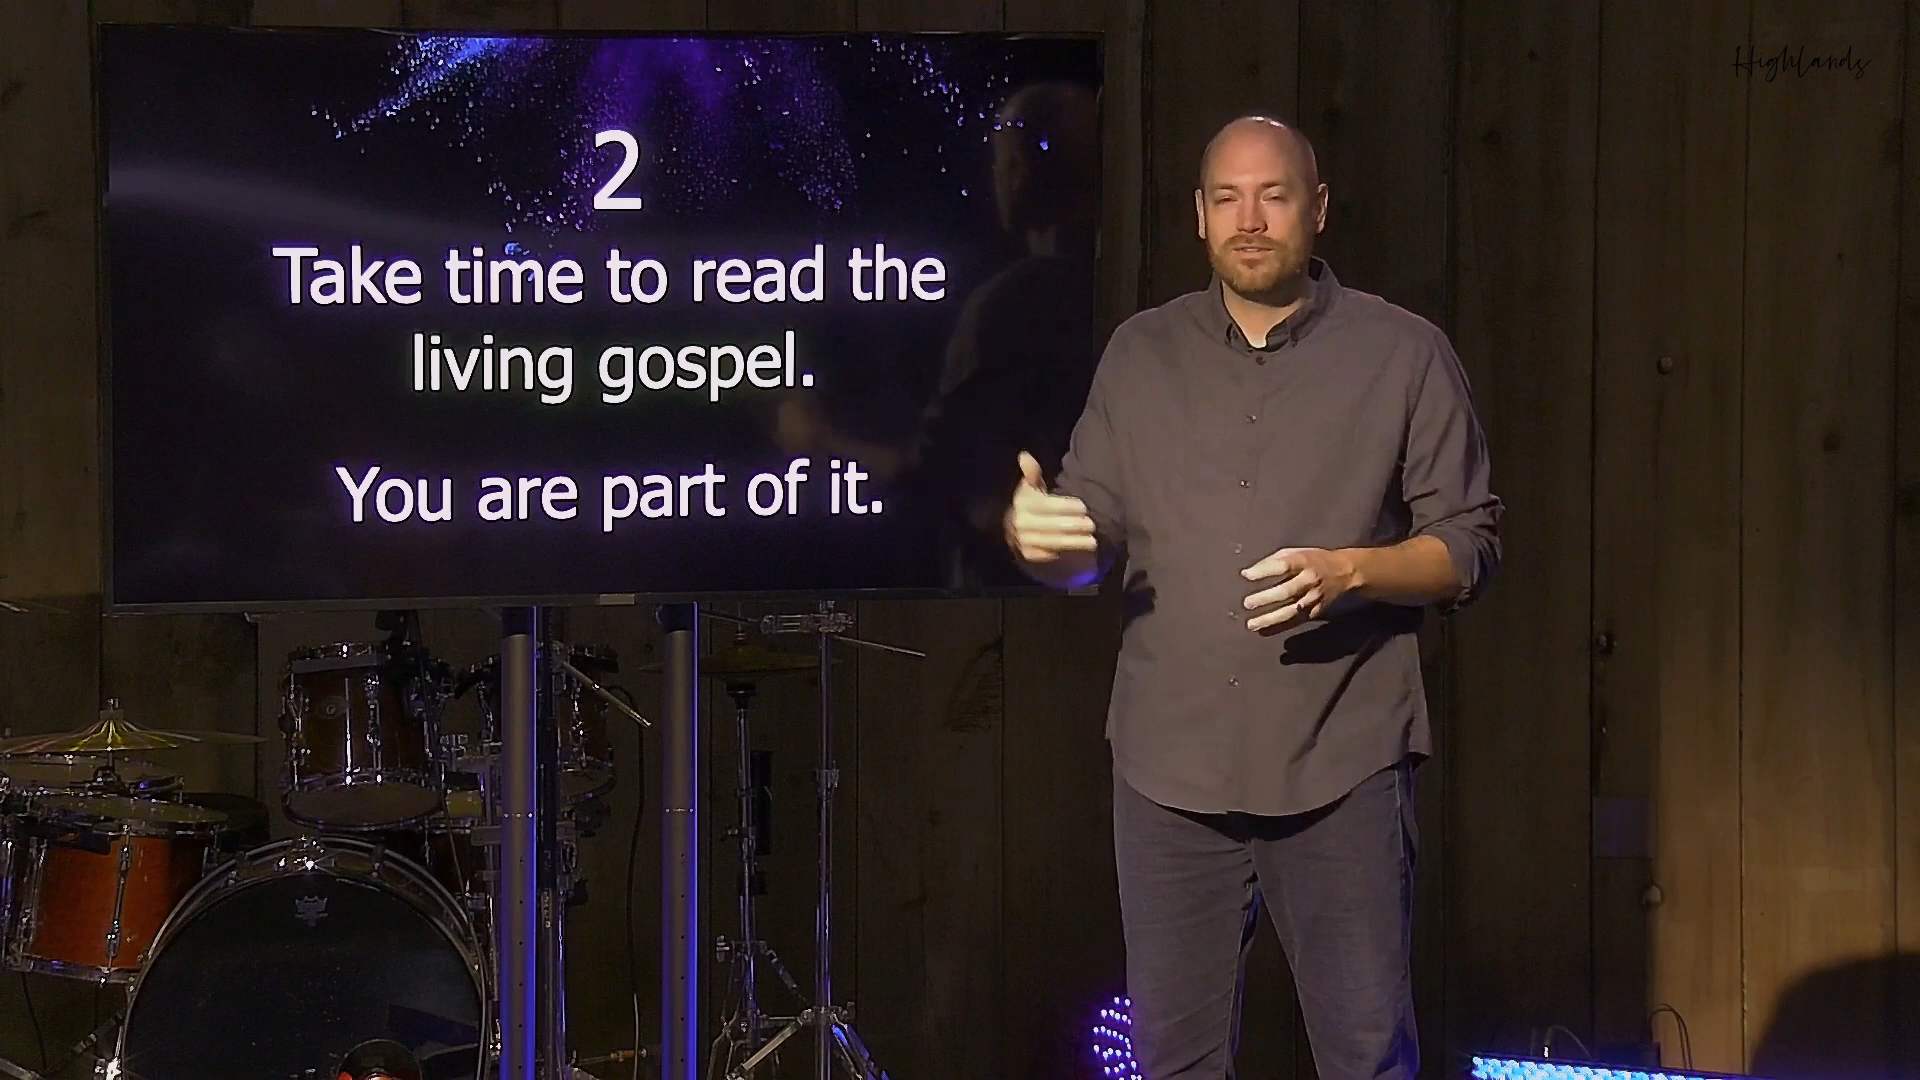 Highlands
2
Take time to read the
living gospel.
You are part of it.